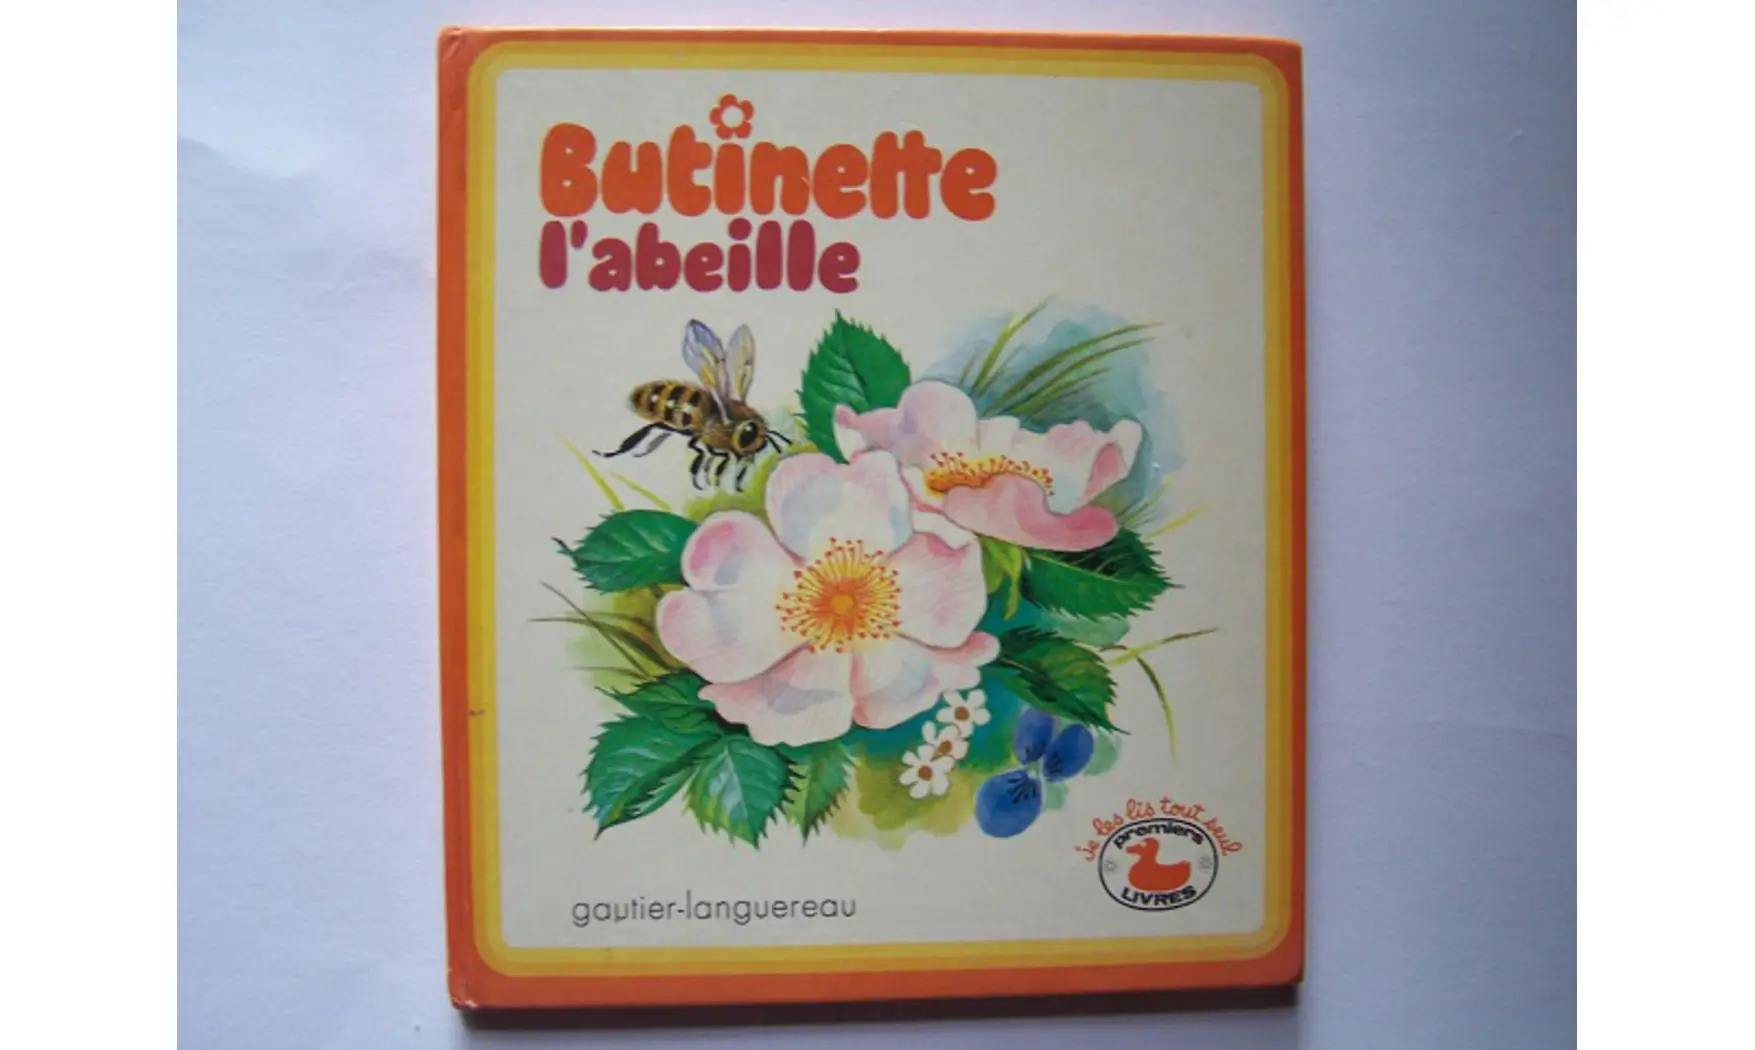 Butinette
l'abeille
gautier-languereau
je les lis tout seul
premiers
LIVRES